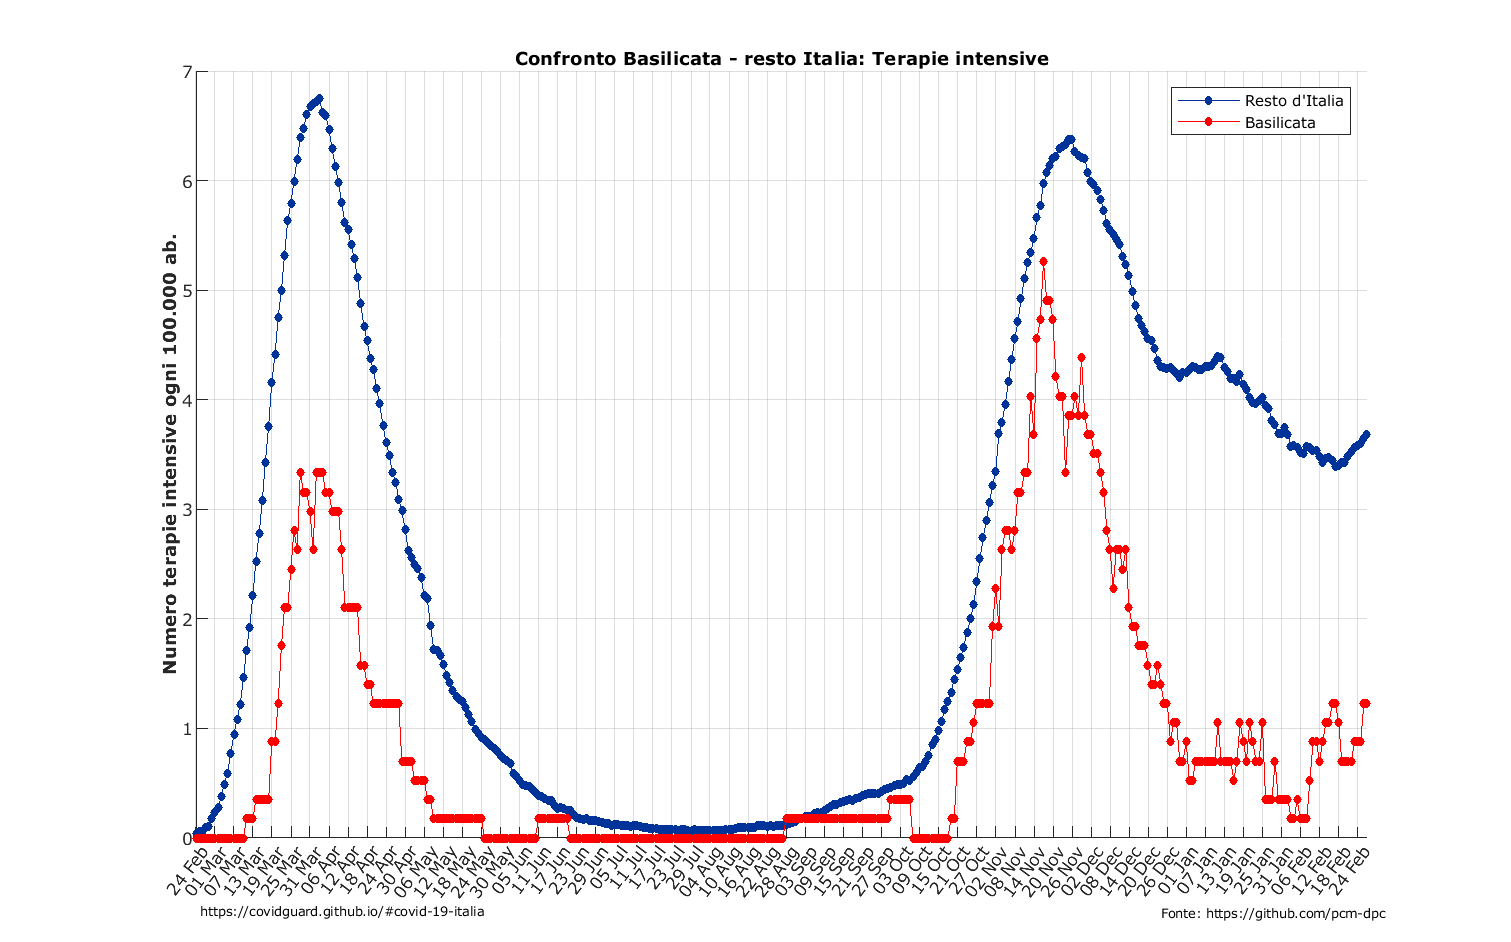 Confronto Basilicata - resto Italia: Terapie intensive
Resto d'Italia
Basilicata
Numero terapie intensive ogni 100.000 ab.
7
6
5
4
3
2
1
0
24 Feb
01 Mar
07 Mar
13 Mar
19 Mar
25 Mar
31 Mar
06 Apr
12 Apr
18 Apr
24 Apr
30 Apr
06 May
12 May
18 May
24 May
30 May
05 Jun
11 Jun
17 Jun
23 Jun
29 Jul
05 Jul
11 Jul
17 Jul
23 Jul
29 Jul
04 Aug
10 Aug
16 Aug
22 Aug
28 Aug
03 Sep
09 Sep
15 Sep
21 Sep
27 Sep
03 Oct
09 Oct
15 Oct
21 Oct
27 Oct
02 Nov
08 Nov
14 Nov
20 Nov
26 Nov
02 Dec
08 Dec
14 Dec
20 Dec
26 Dec
01 Jan
07 Jan
13 Jan
19 Jan
25 Jan
31 Jan
06 Feb
12 Feb
18 Feb
24 Feb
https://covidguard.github.io/#covid-19-italia
Fonte: https://github.com/pcm-dpc